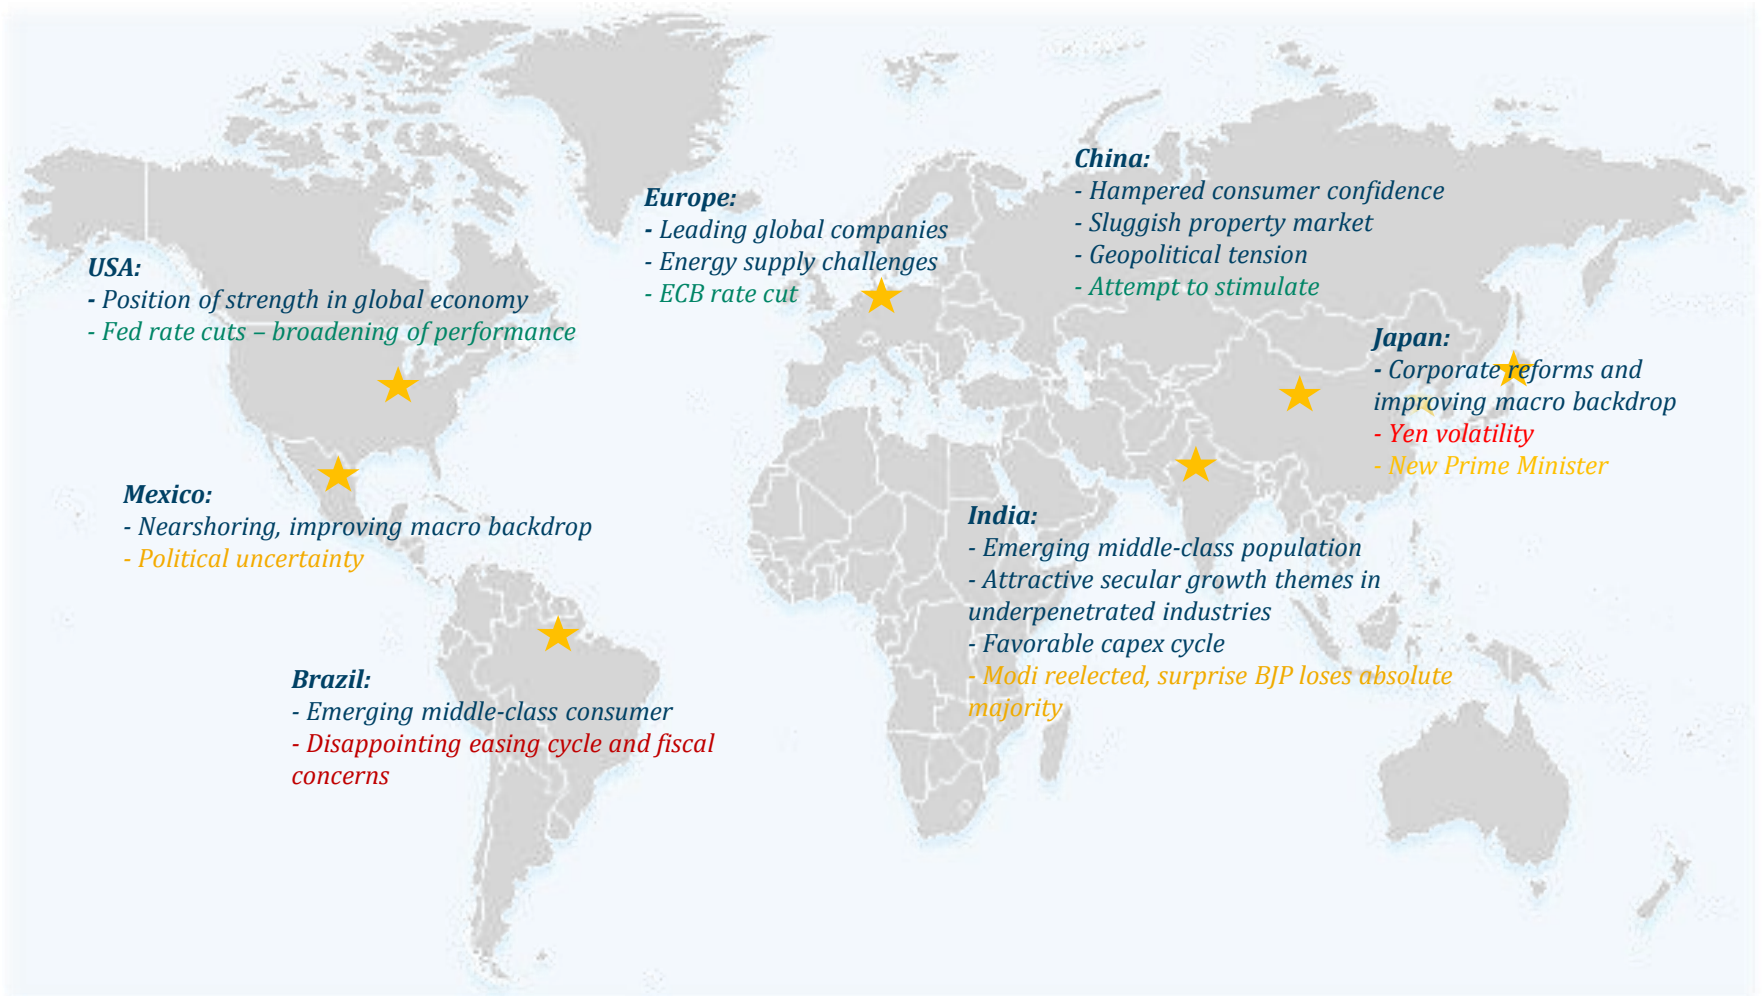 USA:
- Position of strength in global economy
- Fed rate cuts – broadening of performance
Mexico:
- Nearshoring, improving macro backdrop
- Political uncertainty
Brazil:
- Emerging middle-class consumer
- Disappointing easing cycle and fiscal
concerns
Europe:
- Leading global companies
- Energy supply challenges
- ECB rate cut
China:
- Hampered consumer confidence
- Sluggish property market
- Geopolitical tension
- Attempt to stimulate
Japan:
- Corporate reforms and
improving macro backdrop
- Yen volatility
- New Prime Minister
India:
- Emerging middle-class population
- Attractive secular growth themes in
underpenetrated industries
- Favorable capex cycle
- Modi reelected, surprise BJP loses absolute
majority